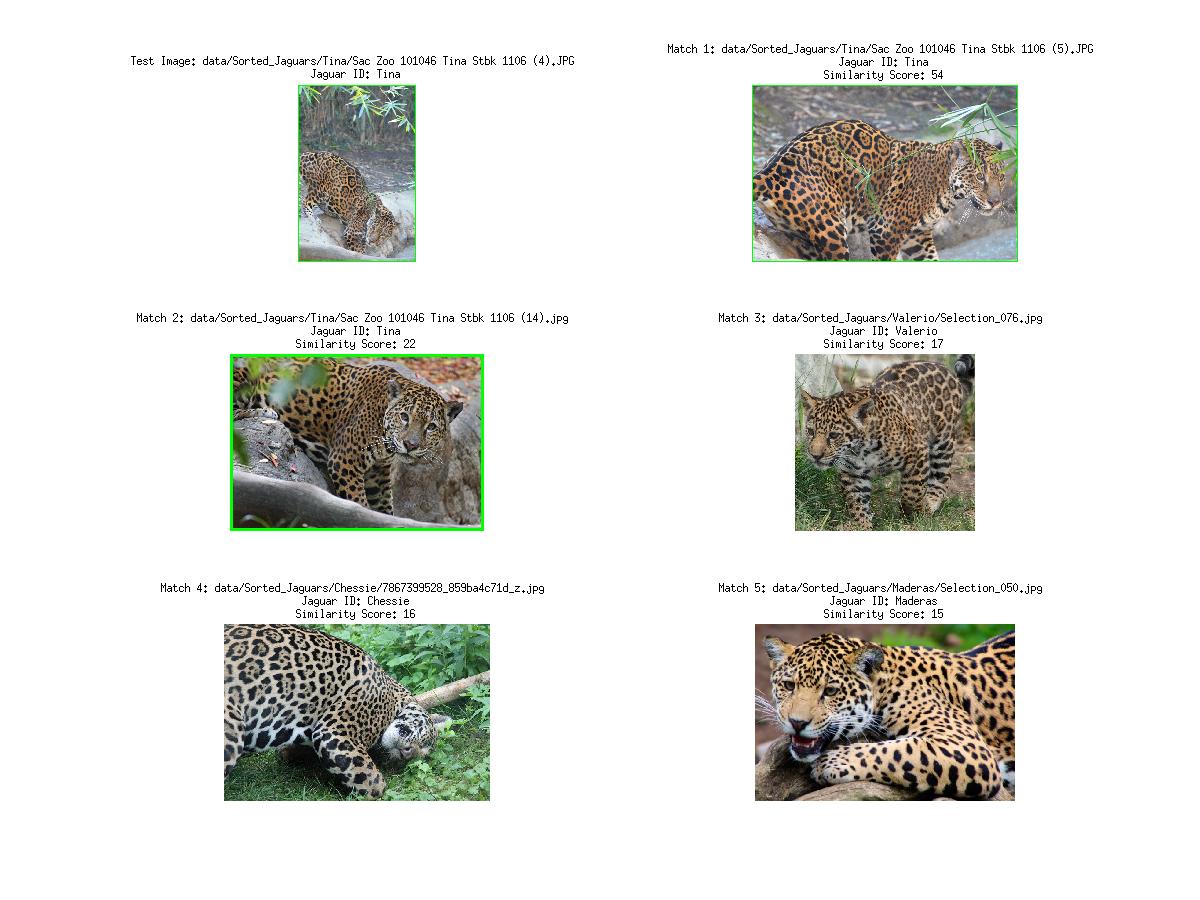 Test Image: data/Sorted_Jaguars/Tina/Sac Zoo 101046 Tina Stbk 1106 (4).JPG
Jaguar ID: Tina
Match 1: data/Sorted_Jaguars/Tina/Sac Zoo 101046 Tina Stbk 1106 (5).JPG
Jaguar ID: Tina
Similarity Score: 54
Match 2: data/Sorted_Jaguars/Tina/Sac Zoo 101046 Tina Stbk 1106 (14).jpg
Jaguar ID: Tina
Similarity Score: 22
Match 3: data/Sorted_Jaguars/Valerio/Selection_076.jpg
Jaguar ID: Valerio
Similarity Score: 17
Match 4: data/Sorted_Jaguars/Chessie/7867399528_859ba4c71d_z.jpg
Jaguar ID: Chessie
Similarity Score: 16
Match 5: data/Sorted_Jaguars/Maderas/Selection_050.jpg
Jaguar ID: Maderas
Similarity Score: 15